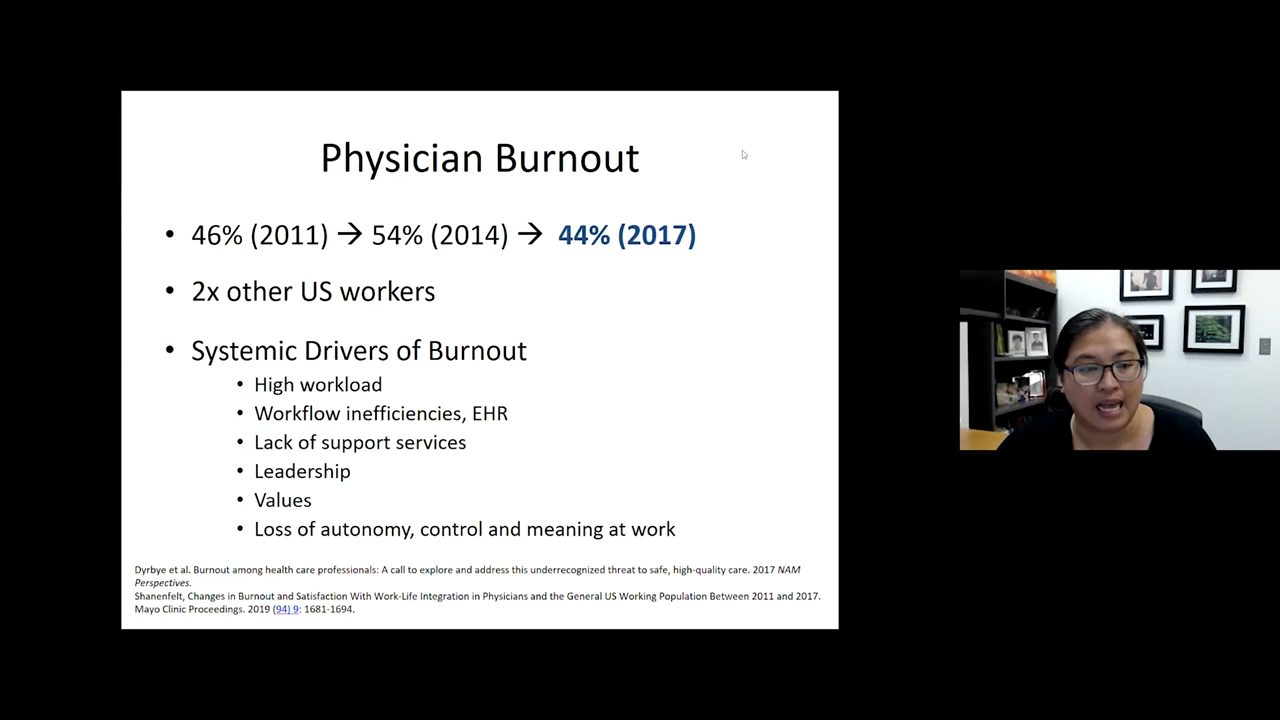 Physician Burnout
• 46% (2011) → 54% (2014) → 44% (2017)
• 2x other US workers
• Systemic Drivers of Burnout
• High workload
• Workflow inefficiencies, EHR
• Lack of support services
• Leadership
• Values
• Loss of autonomy, control and meaning at work
Dyrbye et al. Burnout among health care professionals: A call to explore and address this underrecognized threat to safe, high-quality care. 2017 NAM
Perspectives.
Shanenfelt, Changes in Burnout and Satisfaction With Work-Life Integration in Physicians and the General US Working Population Between 2011 and 2017.
Mayo Clinic Proceedings. 2019 (94) 9: 1681-1694.